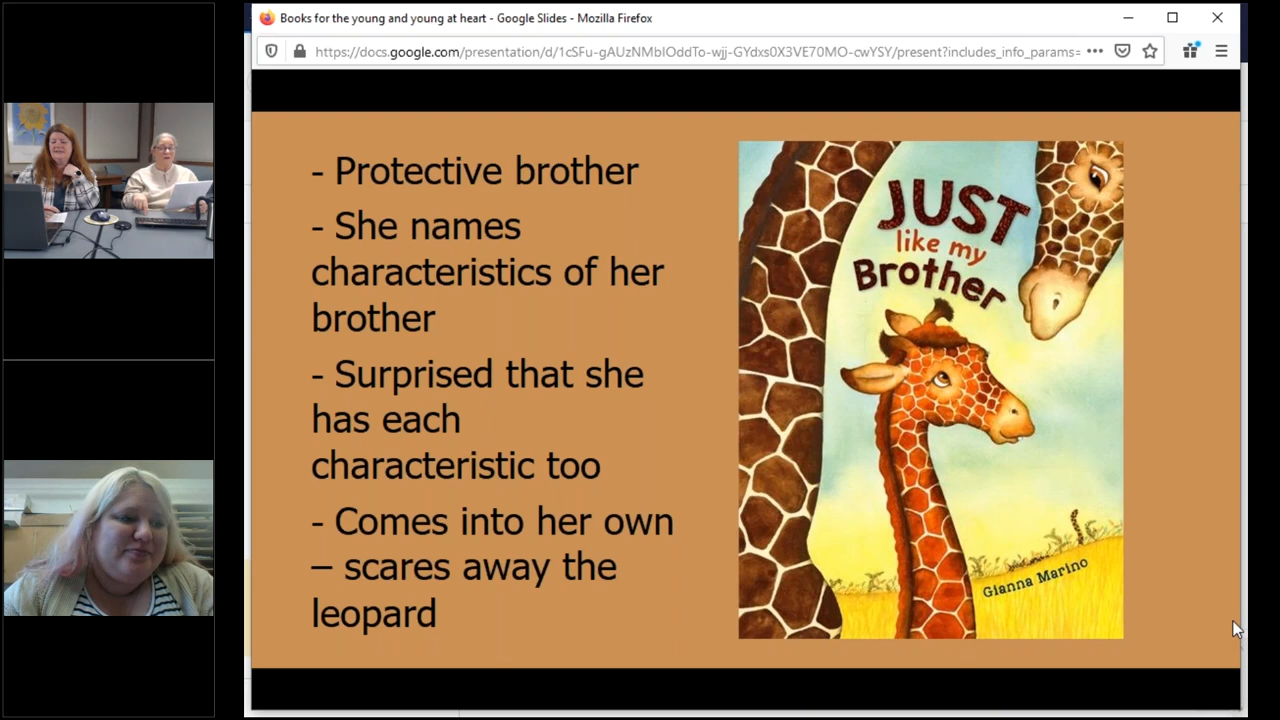 Books for the young and young at heart - Google Slides - Mozilla Firefox
https://docs.google.com/presentation/d/1cSFu-gAUzNMbIOddTo-wjj-GYdxs0X3VE70MO-cwYSY/present?includes_info_params=
- Protective brother
- She names
characteristics of her
brother
- Surprised that she
has each
characteristic too
- Comes into her own
– scares away the
leopard
JUST
like my
Brother
Gianna Marino